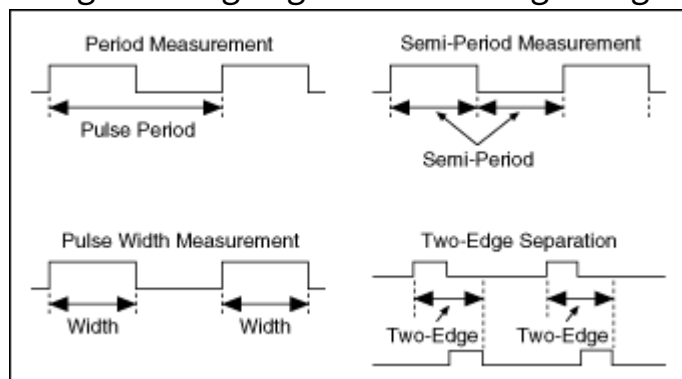 Period Measurement
Pulse Period
Semi-Period Measurement
Semi-Period
Pulse Width Measurement
Width
Width
Two-Edge Separation
Two-Edge
Two-Edge